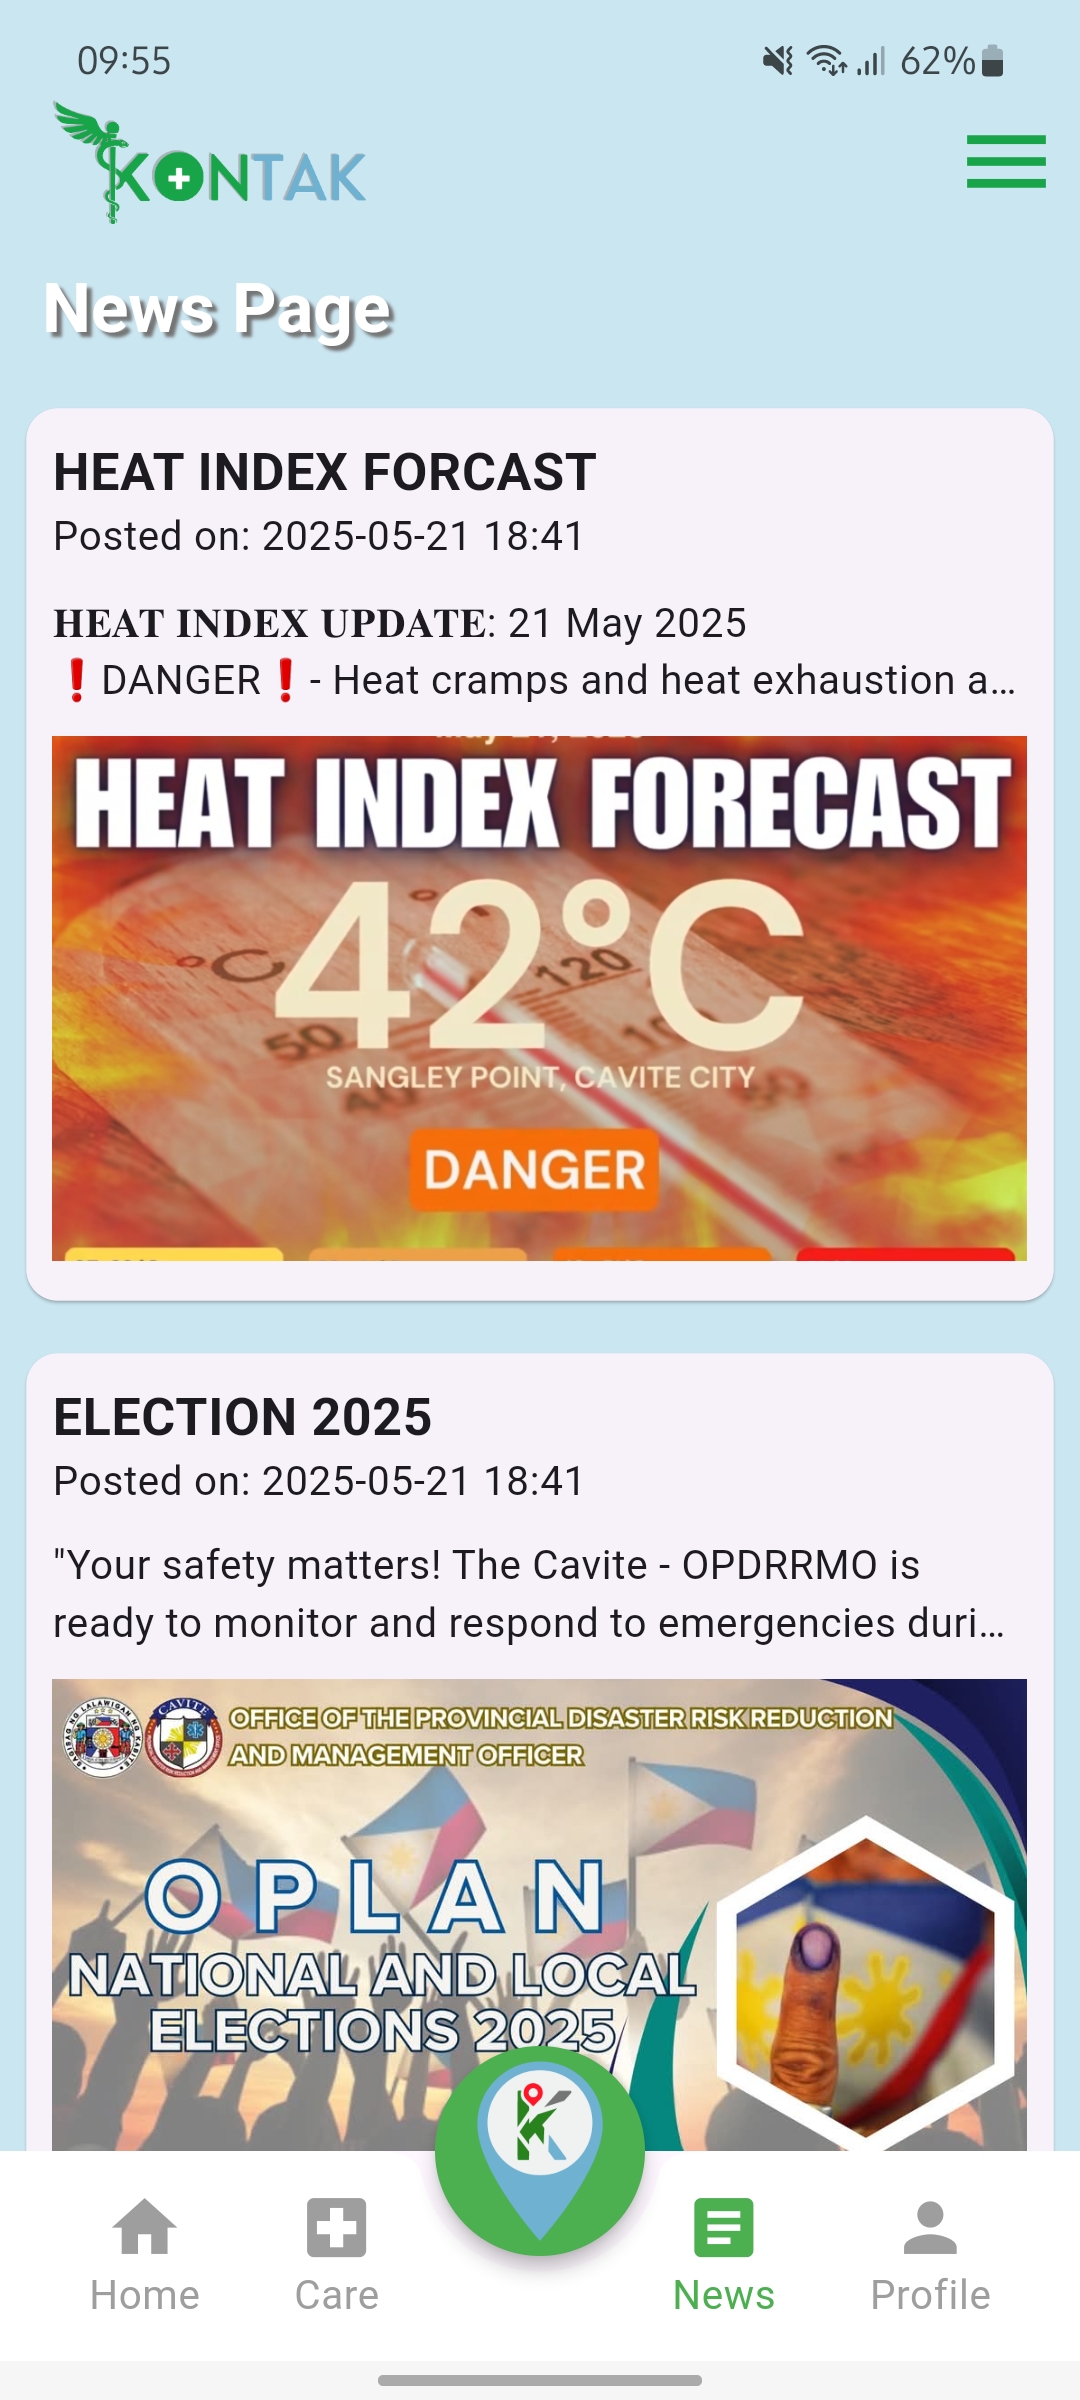 09:55
62%
KONTAK
News Page
HEAT INDEX FORCAST
Posted on: 2025-05-21 18:41
HEAT INDEX UPDATE: 21 May 2025
❗DANGER❗- Heat cramps and heat exhaustion a...
HEAT INDEX FORECAST
42°C
°C
120
50
40
SANGLEY POINT, CAVITE CITY
DANGER
ELECTION 2025
Posted on: 2025-05-21 18:41
"Your safety matters! The Cavite - OPDRRMO is
ready to monitor and respond to emergencies duri...
CAVITE
OFFICE OF THE PROVINCIAL DISASTER RISK REDUCTION
AND MANAGEMENT OFFICER
OPLAN
NATIONAL AND LOCAL
ELECTIONS 2025
K
Home
Care
News
Profile